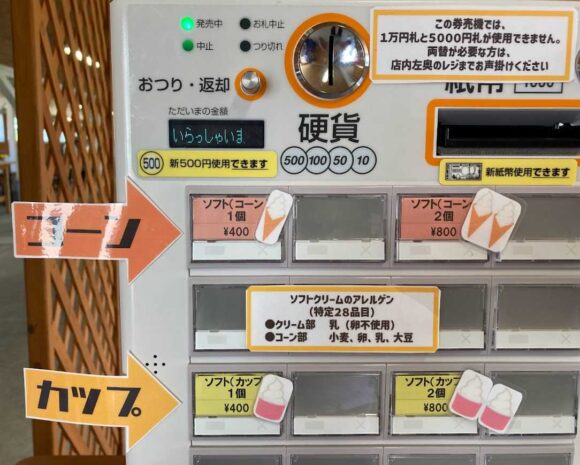 発売中
お札中止
中止
つり切れ
この券売機では、
1万円札と5000円札が使用できません。
両替が必要な方は、
店内左奥のレジまでお声掛けください
おつり・返却
ただいまの金額
いらっしゃいま
硬貨
500 100 50 10
紙幣
1000
500 新500円使用できます
新紙幣使用できます
コーン
ソフト(コーン
1個
¥400
ソフト(コーン
2個
¥800
ソフトクリームのアレルゲン
(特定28品目)
●クリーム部 乳(卵不使用)
●コーン部 小麦、卵、乳、大豆
カップ
ソフト(カップ
1個
¥400
ソフト(カップ
2個
¥800